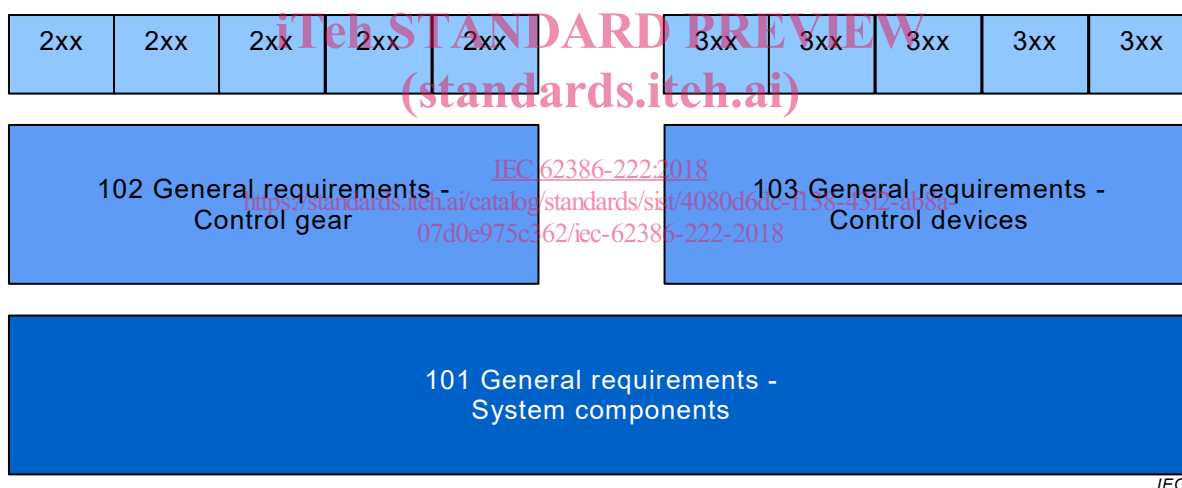 iTeh STANDARD PREVIEW
2xx 2xx 2xx 2xx 2xx 3xx 3xx 3xx 3xx 3xx
(standards.iteh.ai)
IEC 62386-222:2018
102 General requirements -
Control gear
103 General requirements -
Control devices
https://standards.iteh.ai/catalog/standards/sist/4080d6dc-f138-43f2-ab8a-
07d0e975c362/iec-62386-222-2018
101 General requirements -
System components
IEC